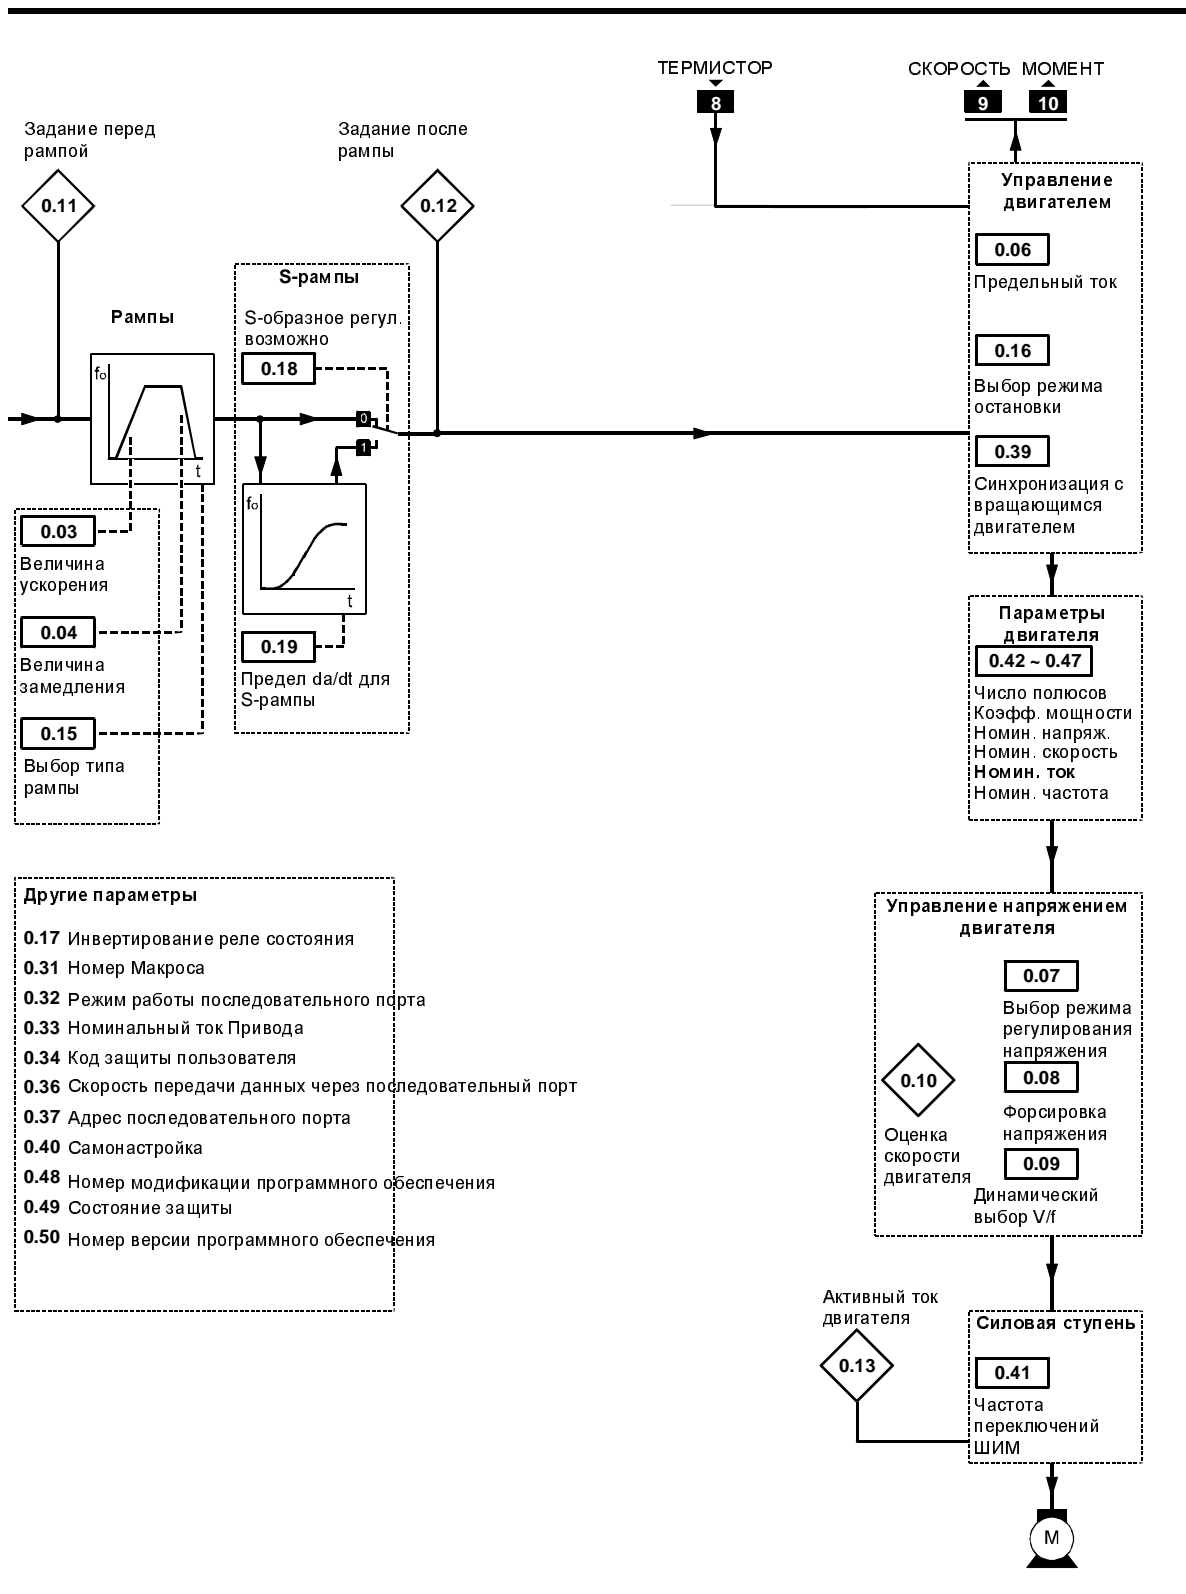 ТЕРМИСТОР
8
СКОРОСТЬ МОМЕНТ
9 10
Задание перед
рампой
0.11
Задание после
рампы
0.12
Рампы
fo
t
0.03
Величина
ускорения
0.04
Величина
замедления
0.15
Выбор типа
рампы
S-рампы
S-образное регул.
возможно
0.18
0
1
fo
t
0.19
Предел da/dt для
S-рампы
Управление
двигателем
0.06
Предельный ток
0.16
Выбор режима
остановки
0.39
Синхронизация с
вращающимся
двигателем
Параметры
двигателя
0.42 ~ 0.47
Число полюсов
Коэфф. мощности
Номин. напряж.
Номин. скорость
Номин. ток
Номин. частота
Другие параметры
0.17 Инвертирование реле состояния
0.31 Номер Макроса
0.32 Режим работы последовательного порта
0.33 Номинальный ток Привода
0.34 Код защиты пользователя
0.36 Скорость передачи данных через последовательный порт
0.37 Адрес последовательного порта
0.40 Самонастройка
0.48 Номер модификации программного обеспечения
0.49 Состояние защиты
0.50 Номер версии программного обеспечения
Управление напряжением
двигателя
0.07
Выбор режима
регулирования
напряжения
0.08
Форсировка
напряжения
0.09
Динамический
выбор V/f
0.10
Оценка
скорости
двигателя
Активный ток
двигателя
0.13
Силовая ступень
0.41
Частота
переключений
ШИМ
M